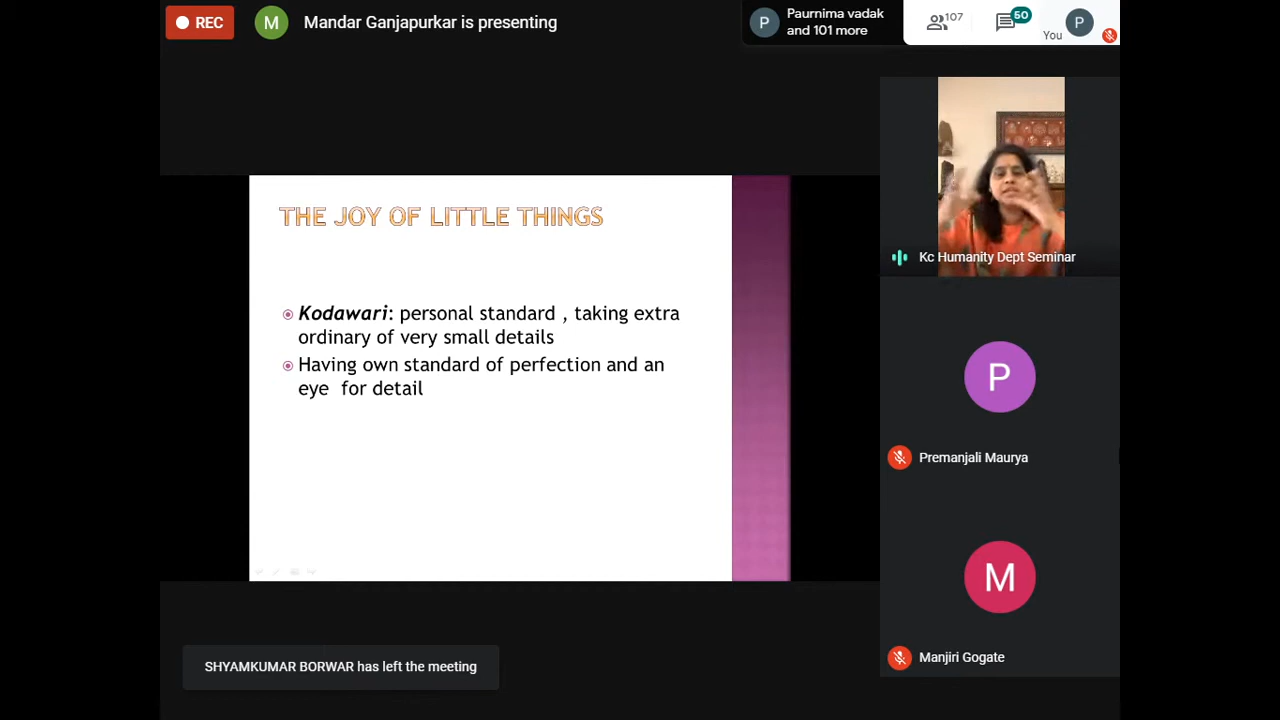 REC
M
Mandar Ganjapurkar is presenting
P
Paurnima vadak
and 101 more
107
50
You
P
THE JOY OF LITTLE THINGS
Kodawari: personal standard , taking extra
ordinary of very small details
Having own standard of perfection and an
eye for detail
Kc Humanity Dept Seminar
P
Premanjali Maurya
M
Manjiri Gogate
SHYAMKUMAR BORWAR has left the meeting